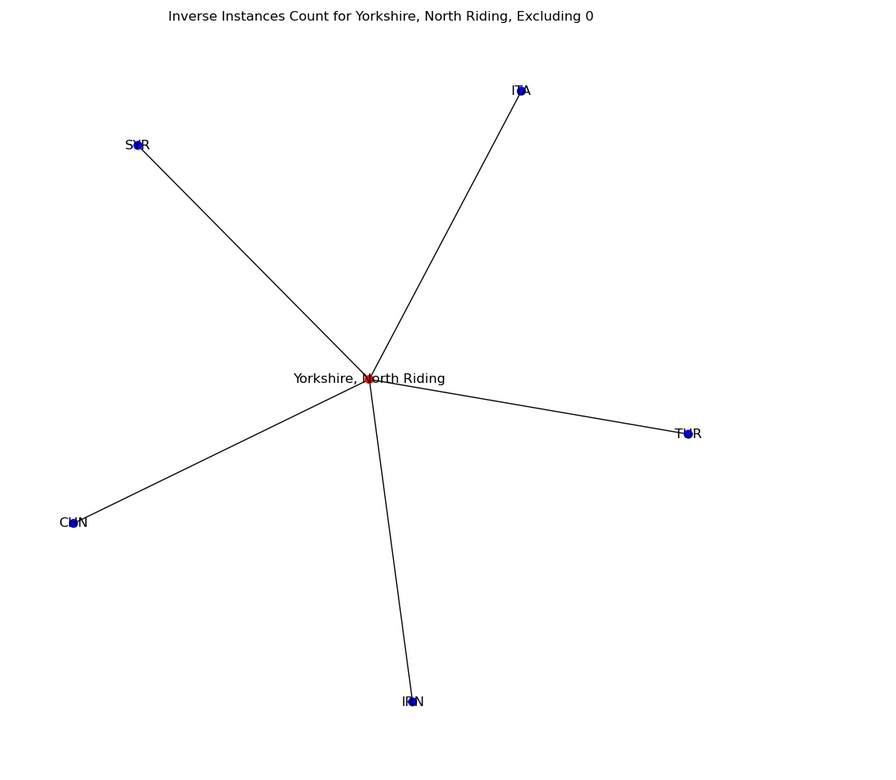 Inverse Instances Count for Yorkshire, North Riding, Excluding 0
ITA
SYR
Yorkshire, North Riding
TUR
CHN
IRN